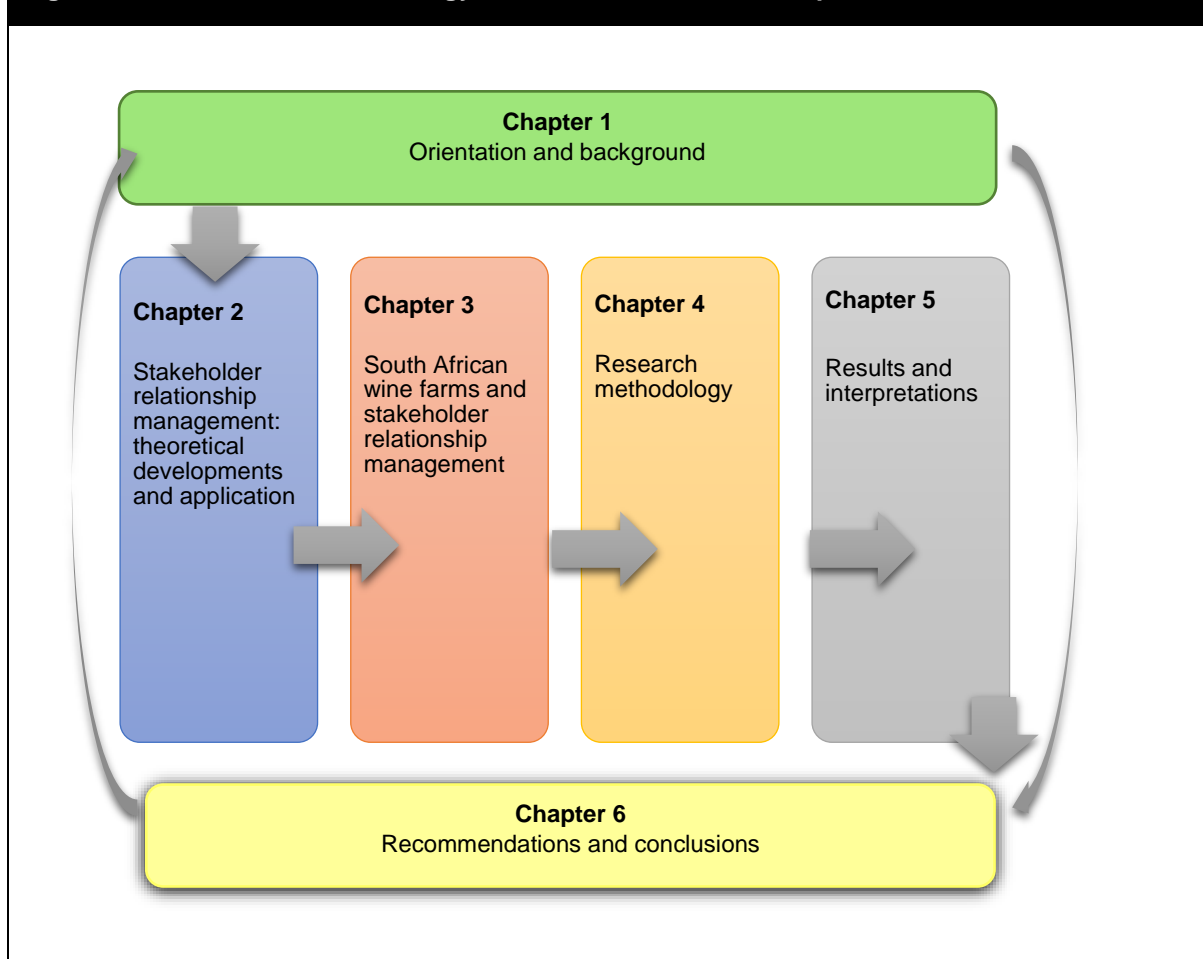 Chapter 1
Orientation and background
Chapter 2
Stakeholder
relationship
management:
theoretical
developments
and application
Chapter 3
South African
wine farms and
stakeholder
relationship
management
Chapter 4
Research
methodology
Chapter 5
Results and
interpretations
Chapter 6
Recommendations and conclusions